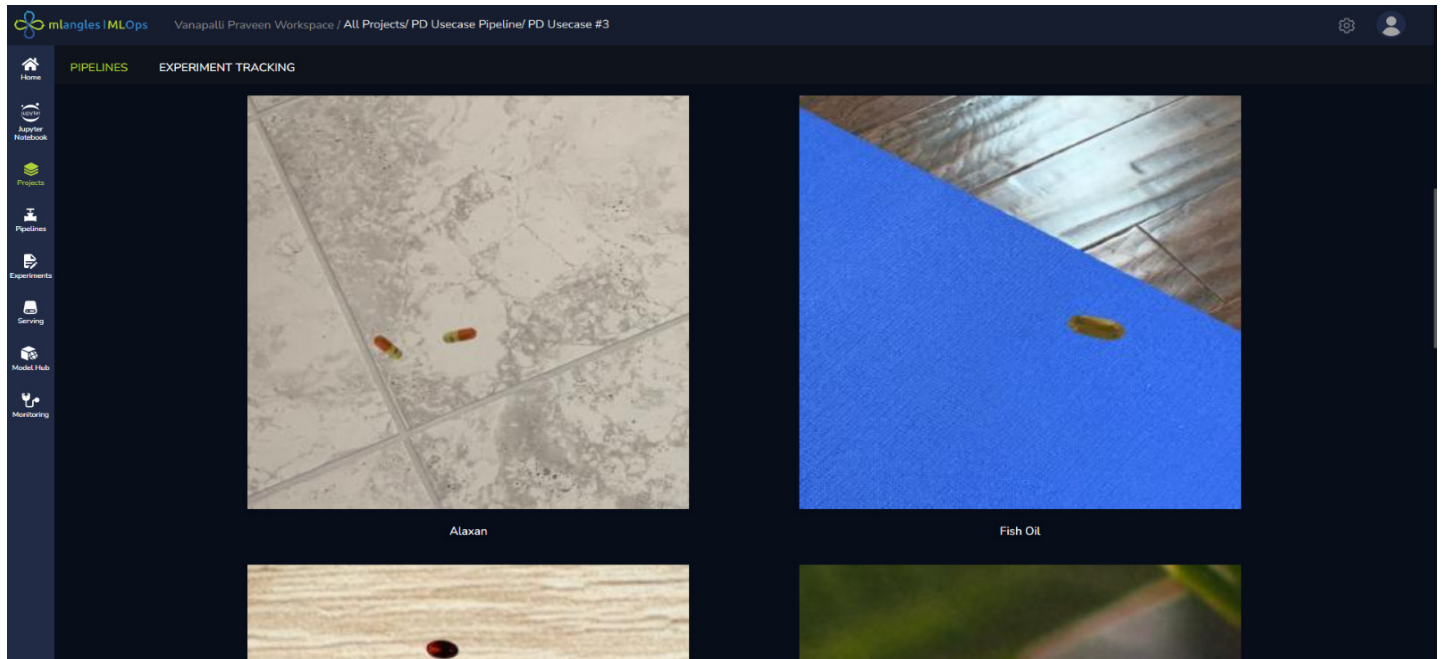 mlangles | MLOps
Vanapalli Praveen Workspace / All Projects/ PD Usecase Pipeline/ PD Usecase #3
PIPELINES
EXPERIMENT TRACKING
Home
jupyter
Jupyter
Notebook
Projects
Pipelines
Experiments
Serving
Model Hub
Monitoring
Alaxan
Fish Oil